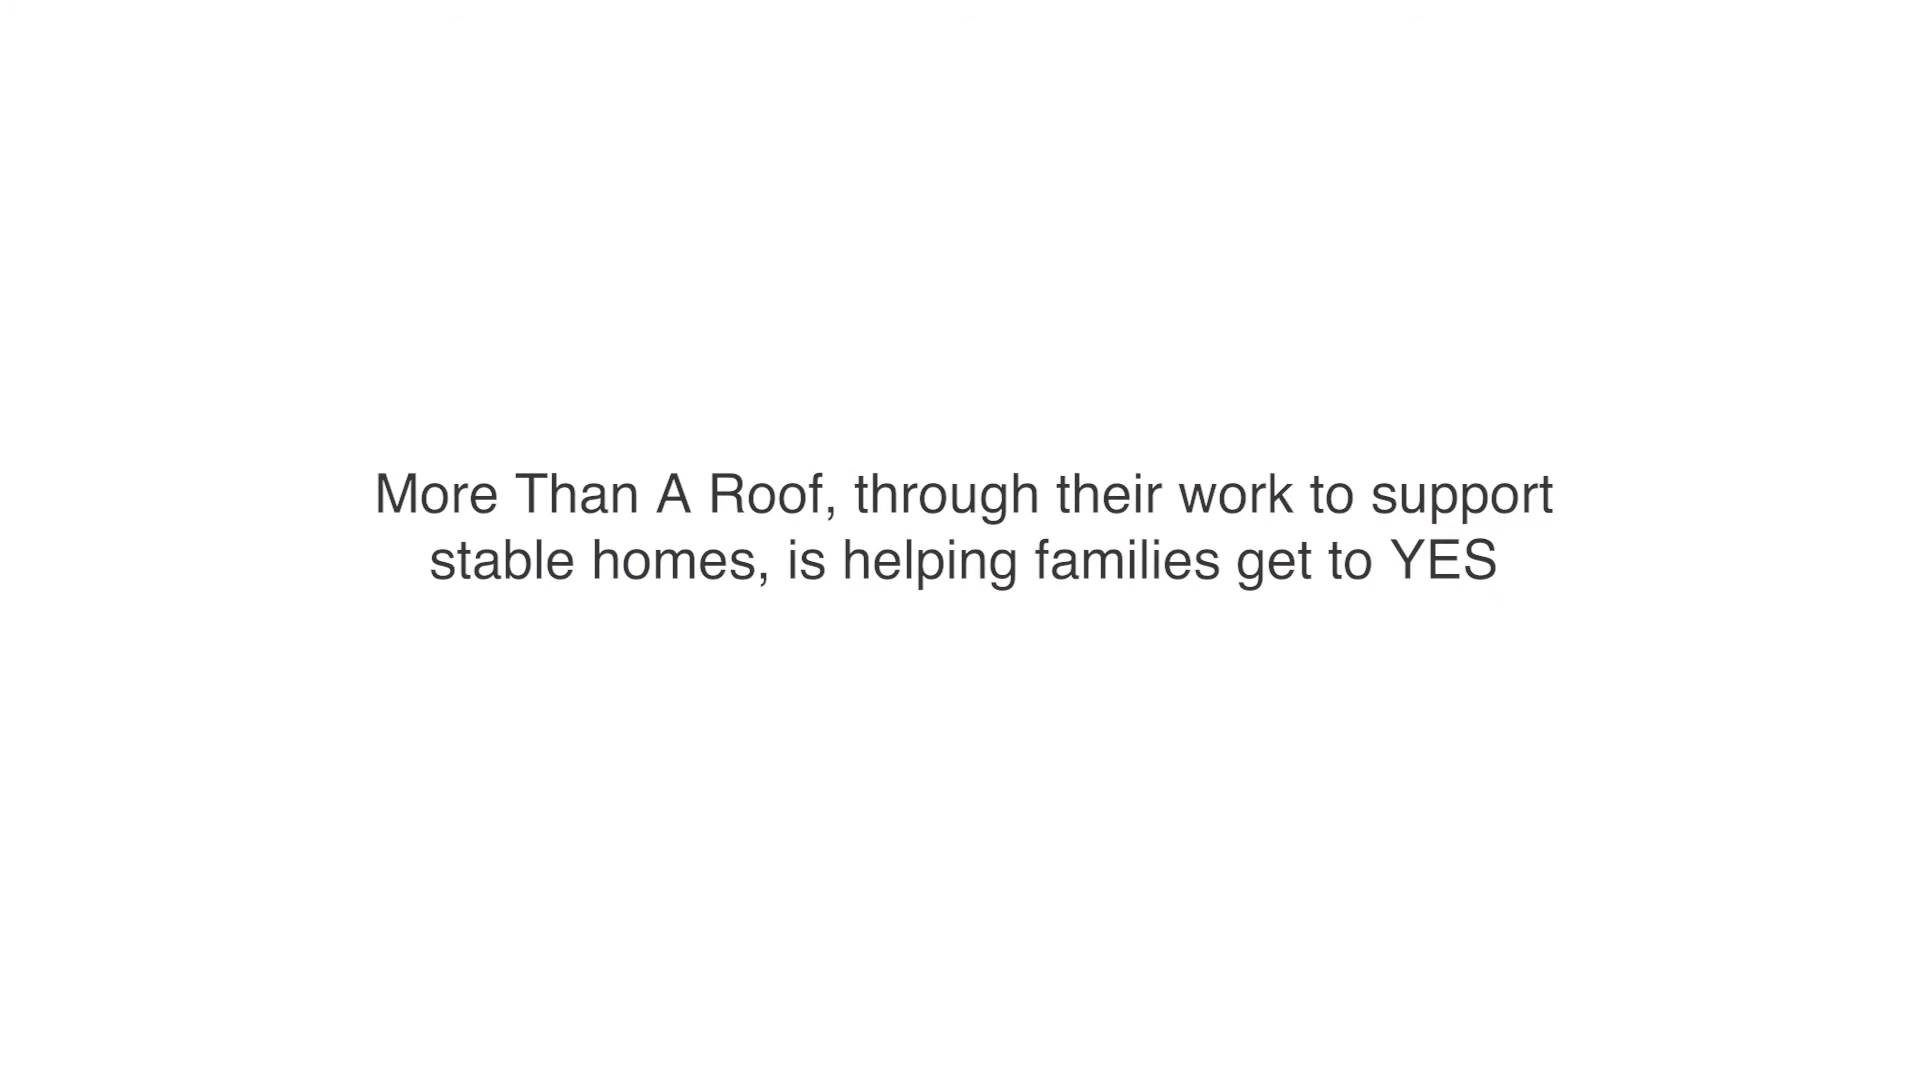 More Than A Roof, through their work to support
stable homes, is helping families get to YES